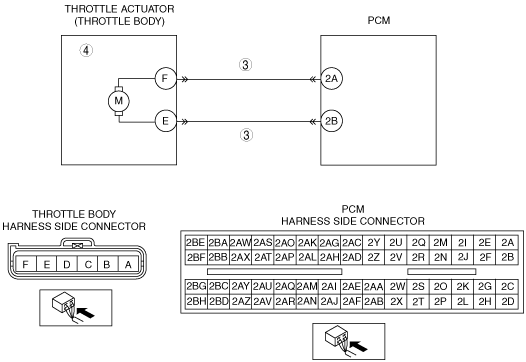 THROTTLE ACTUATOR
(THROTTLE BODY)
PCM
4
3
F
2A
M
E
2B
3
THROTTLE BODY
HARNESS SIDE CONNECTOR
F E D C B A
PCM
HARNESS SIDE CONNECTOR
2BE 2BA 2AW 2AS 2AO 2AK 2AG 2AC 2Y 2U 2Q 2M 2I 2E 2A
2BF 2BB 2AX 2AT 2AP 2AL 2AH 2AD 2Z 2V 2R 2N 2J 2F 2B
2BG 2BC 2AY 2AU 2AQ 2AM 2AI 2AE 2AA 2W 2S 2O 2K 2G 2C
2BH 2BD 2AZ 2AV 2AR 2AN 2AJ 2AF 2AB 2X 2T 2P 2L 2H 2D